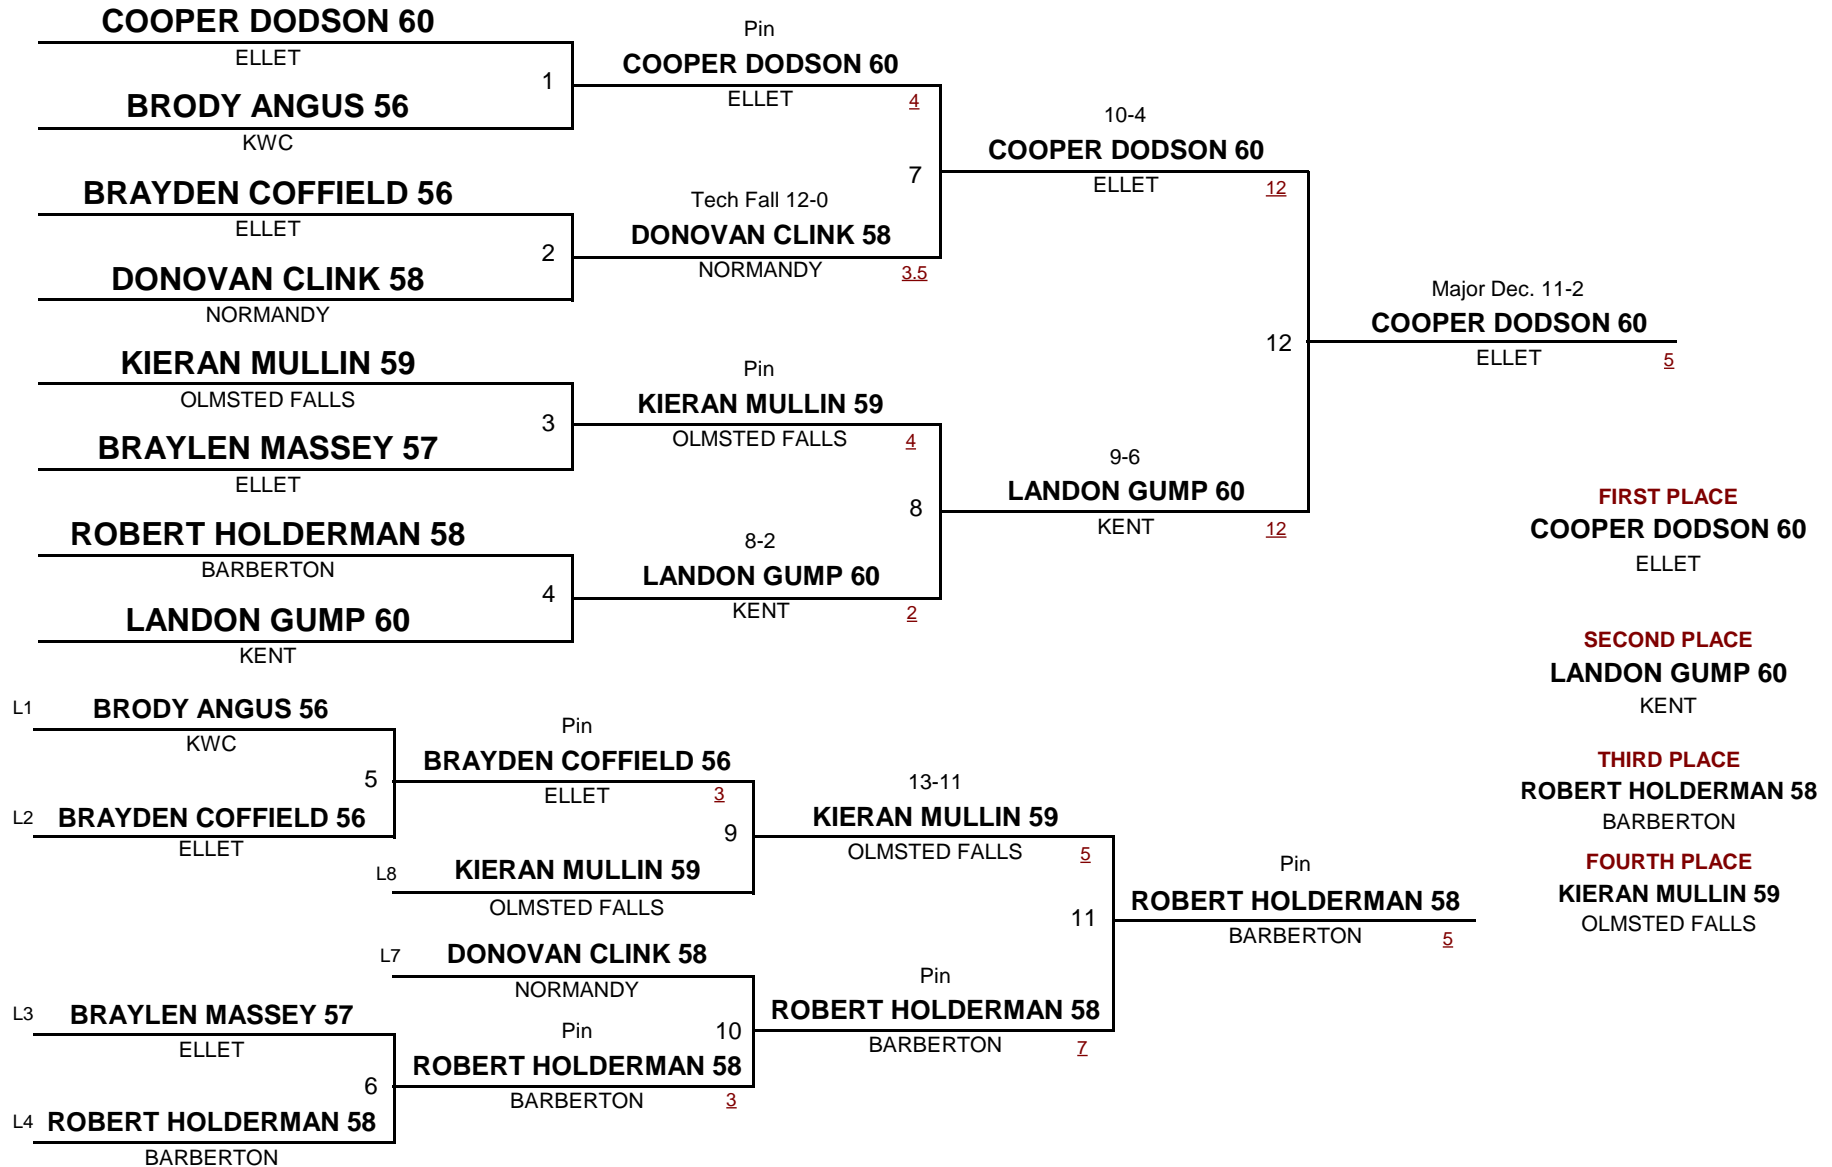 COOPER DODSON 60
ELLET
1
BRODY ANGUS 56
KWC
Pin
COOPER DODSON 60
ELLET
4
BRAYDEN COFFIELD 56
ELLET
2
DONOVAN CLINK 58
NORMANDY
Tech Fall 12-0
DONOVAN CLINK 58
NORMANDY
3.5
7
10-4
COOPER DODSON 60
ELLET
12
KIERAN MULLIN 59
OLMSTED FALLS
3
BRAYLEN MASSEY 57
ELLET
Pin
KIERAN MULLIN 59
OLMSTED FALLS
4
ROBERT HOLDERMAN 58
BARBERTON
4
LANDON GUMP 60
KENT
8-2
LANDON GUMP 60
KENT
2
8
9-6
LANDON GUMP 60
KENT
12
12
Major Dec. 11-2
COOPER DODSON 60
ELLET
5
FIRST PLACE
COOPER DODSON 60
ELLET
SECOND PLACE
LANDON GUMP 60
KENT
THIRD PLACE
ROBERT HOLDERMAN 58
BARBERTON
FOURTH PLACE
KIERAN MULLIN 59
OLMSTED FALLS
L1 BRODY ANGUS 56
KWC
5
L2 BRAYDEN COFFIELD 56
ELLET
Pin
BRAYDEN COFFIELD 56
ELLET
3
9
L8 KIERAN MULLIN 59
OLMSTED FALLS
13-11
KIERAN MULLIN 59
OLMSTED FALLS
5
L7 DONOVAN CLINK 58
NORMANDY
10
L3 BRAYLEN MASSEY 57
ELLET
6
L4 ROBERT HOLDERMAN 58
BARBERTON
Pin
ROBERT HOLDERMAN 58
BARBERTON
3
Pin
ROBERT HOLDERMAN 58
BARBERTON
7
11
Pin
ROBERT HOLDERMAN 58
BARBERTON
5